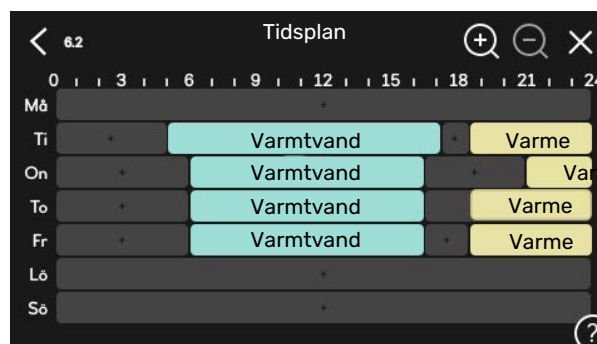 6.2 Tidsplan
0 3 6 9 12 15 18 21 24
Må
Ti Varmtvand Varme
On Varmtvand Var
To Varmtvand Varme
Fr Varmtvand Varme
Lö
Sö
?